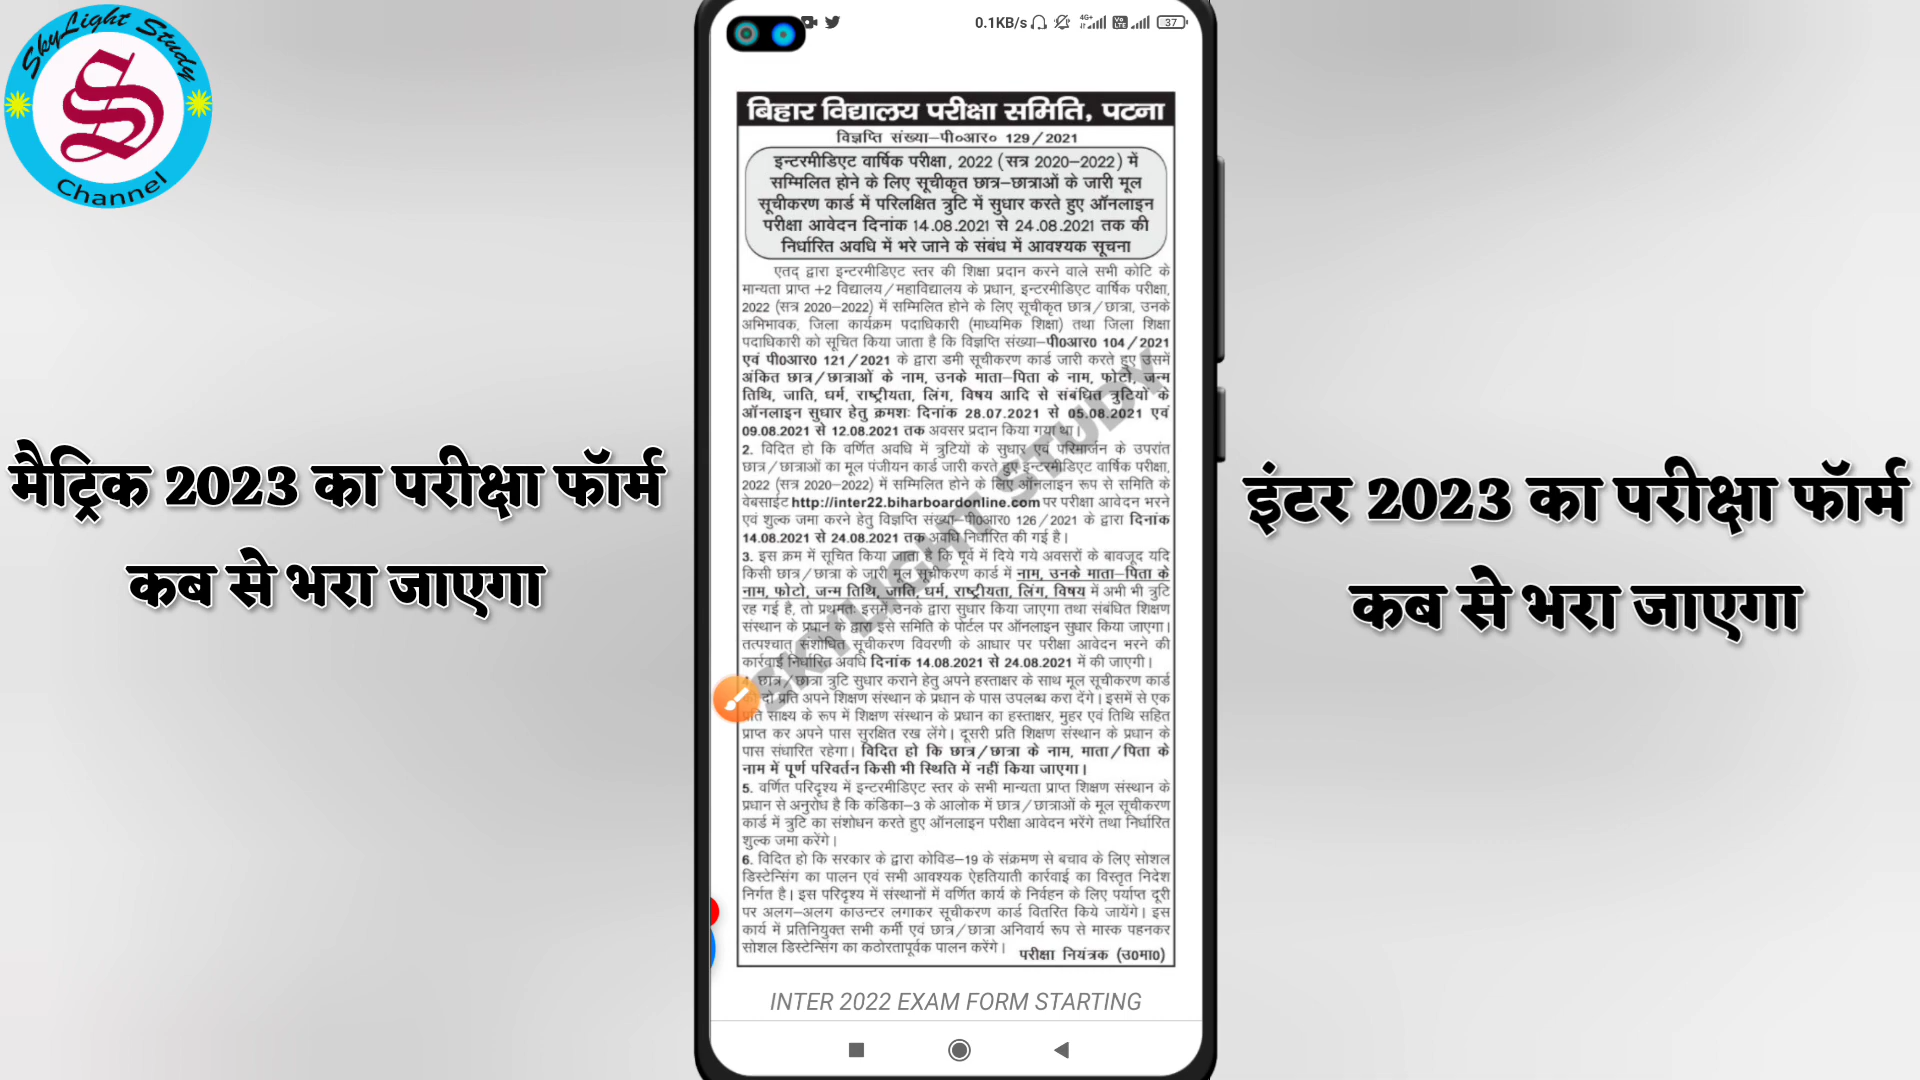 SkyLight Study
Channel
मैट्रिक 2023 का परीक्षा फॉर्म
कब से भरा जाएगा
0.1KB/s
4G+
Vo LTE
37
बिहार विद्यालय परीक्षा समिति, पटना
विज्ञप्ति संख्या–पी०आर० 129/2021
इन्टरमीडिएट वार्षिक परीक्षा, 2022 (सत्र 2020–2022) में
सम्मिलित होने के लिए सूचीकृत छात्र–छात्राओं के जारी मूल
सूचीकरण कार्ड में परिलक्षित त्रुटि में सुधार करते हुए ऑनलाइन
परीक्षा आवेदन दिनांक 14.08.2021 से 24.08.2021 तक की
निर्धारित अवधि में भरे जाने के संबंध में आवश्यक सूचना
एतद् द्वारा इन्टरमीडिएट स्तर की शिक्षा प्रदान करने वाले सभी कोटि के
मान्यता प्राप्त +2 विद्यालय/महाविद्यालय के प्रधान, इन्टरमीडिएट वार्षिक परीक्षा,
2022 (सत्र 2020–2022) में सम्मिलित होने के लिए सूचीकृत छात्र/छात्रा, उनके
अभिभावक, जिला कार्यक्रम पदाधिकारी (माध्यमिक शिक्षा) तथा जिला शिक्षा
पदाधिकारी को सूचित किया जाता है कि विज्ञप्ति संख्या–पी0आर0 104/2021
एवं पी0आर0 121/2021 के द्वारा डमी सूचीकरण कार्ड जारी करते हुए उसमें
अंकित छात्र/छात्राओं के नाम, उनके माता–पिता के नाम, फोटो, जन्म
तिथि, जाति, धर्म, राष्ट्रीयता, लिंग, विषय आदि से संबंधित त्रुटियों के
ऑनलाइन सुधार हेतु क्रमशः दिनांक 28.07.2021 से 05.08.2021 एवं
09.08.2021 से 12.08.2021 तक अवसर प्रदान किया गया था।
2. विदित हो कि वर्णित अवधि में त्रुटियों के सुधार एवं परिमार्जन के उपरांत
छात्र/छात्राओं का मूल पंजीयन कार्ड जारी करते हुए इन्टरमीडिएट वार्षिक परीक्षा,
2022 (सत्र 2020–2022) में सम्मिलित होने के लिए ऑनलाइन रूप से समिति के
वेबसाईट http://inter22.biharboardonline.com पर परीक्षा आवेदन भरने
एवं शुल्क जमा करने हेतु विज्ञप्ति संख्या–पी0आर0 126/2021 के द्वारा दिनांक
14.08.2021 से 24.08.2021 तक अवधि निर्धारित की गई है।
3. इस क्रम में सूचित किया जाता है कि पूर्व में दिये गये अवसरों के बावजूद यदि
किसी छात्र/छात्रा के जारी मूल सूचीकरण कार्ड में नाम, उनके माता–पिता के
नाम, फोटो, जन्म तिथि, जाति, धर्म, राष्ट्रीयता, लिंग, विषय में अभी भी त्रुटि
रह गई है, तो प्रथमतः इसमें उनके द्वारा सुधार किया जाएगा तथा संबंधित शिक्षण
संस्थान के प्रधान के द्वारा इसे समिति के पोर्टल पर ऑनलाइन सुधार किया जाएगा।
तत्पश्चात् संशोधित सूचीकरण विवरणी के आधार पर परीक्षा आवेदन भरने की
कार्रवाई निर्धारित अवधि दिनांक 14.08.2021 से 24.08.2021 में की जाएगी।
4. छात्र/छात्रा त्रुटि सुधार कराने हेतु अपने हस्ताक्षर के साथ मूल सूचीकरण कार्ड
दो प्रति अपने शिक्षण संस्थान के प्रधान के पास उपलब्ध करा देंगे। इसमें से एक
प्रति साक्ष्य के रूप में शिक्षण संस्थान के प्रधान का हस्ताक्षर, मुहर एवं तिथि सहित
प्राप्त कर अपने पास सुरक्षित रख लेंगे। दूसरी प्रति शिक्षण संस्थान के प्रधान के
पास संधारित रहेगा। विदित हो कि छात्र/छात्रा के नाम, माता/पिता के
नाम में पूर्ण परिवर्तन किसी भी स्थिति में नहीं किया जाएगा।
5. वर्णित परिदृश्य में इन्टरमीडिएट स्तर के सभी मान्यता प्राप्त शिक्षण संस्थान के
प्रधान से अनुरोध है कि कंडिका–3 के आलोक में छात्र/छात्राओं के मूल सूचीकरण
कार्ड में त्रुटि का संशोधन करते हुए ऑनलाइन परीक्षा आवेदन भरेंगे तथा निर्धारित
शुल्क जमा करेंगे।
6. विदित हो कि सरकार के द्वारा कोविड–19 के संक्रमण से बचाव के लिए सोशल
डिस्टेन्सिंग का पालन एवं सभी आवश्यक ऐहतियाती कार्रवाई का विस्तृत निदेश
निर्गत है। इस परिदृश्य में संस्थानों में वर्णित कार्य के निर्वहन के लिए पर्याप्त दूरी
पर अलग–अलग काउन्टर लगाकर सूचीकरण कार्ड वितरित किये जायेंगे। इस
कार्य में प्रतिनियुक्त सभी कर्मी एवं छात्र/छात्रा अनिवार्य रूप से मास्क पहनकर
सोशल डिस्टेन्सिंग का कठोरतापूर्वक पालन करेंगे।
परीक्षा नियंत्रक (उ0मा0)
SKYLIGHT STUDY
INTER 2022 EXAM FORM STARTING
इंटर 2023 का परीक्षा फॉर्म
कब से भरा जाएगा